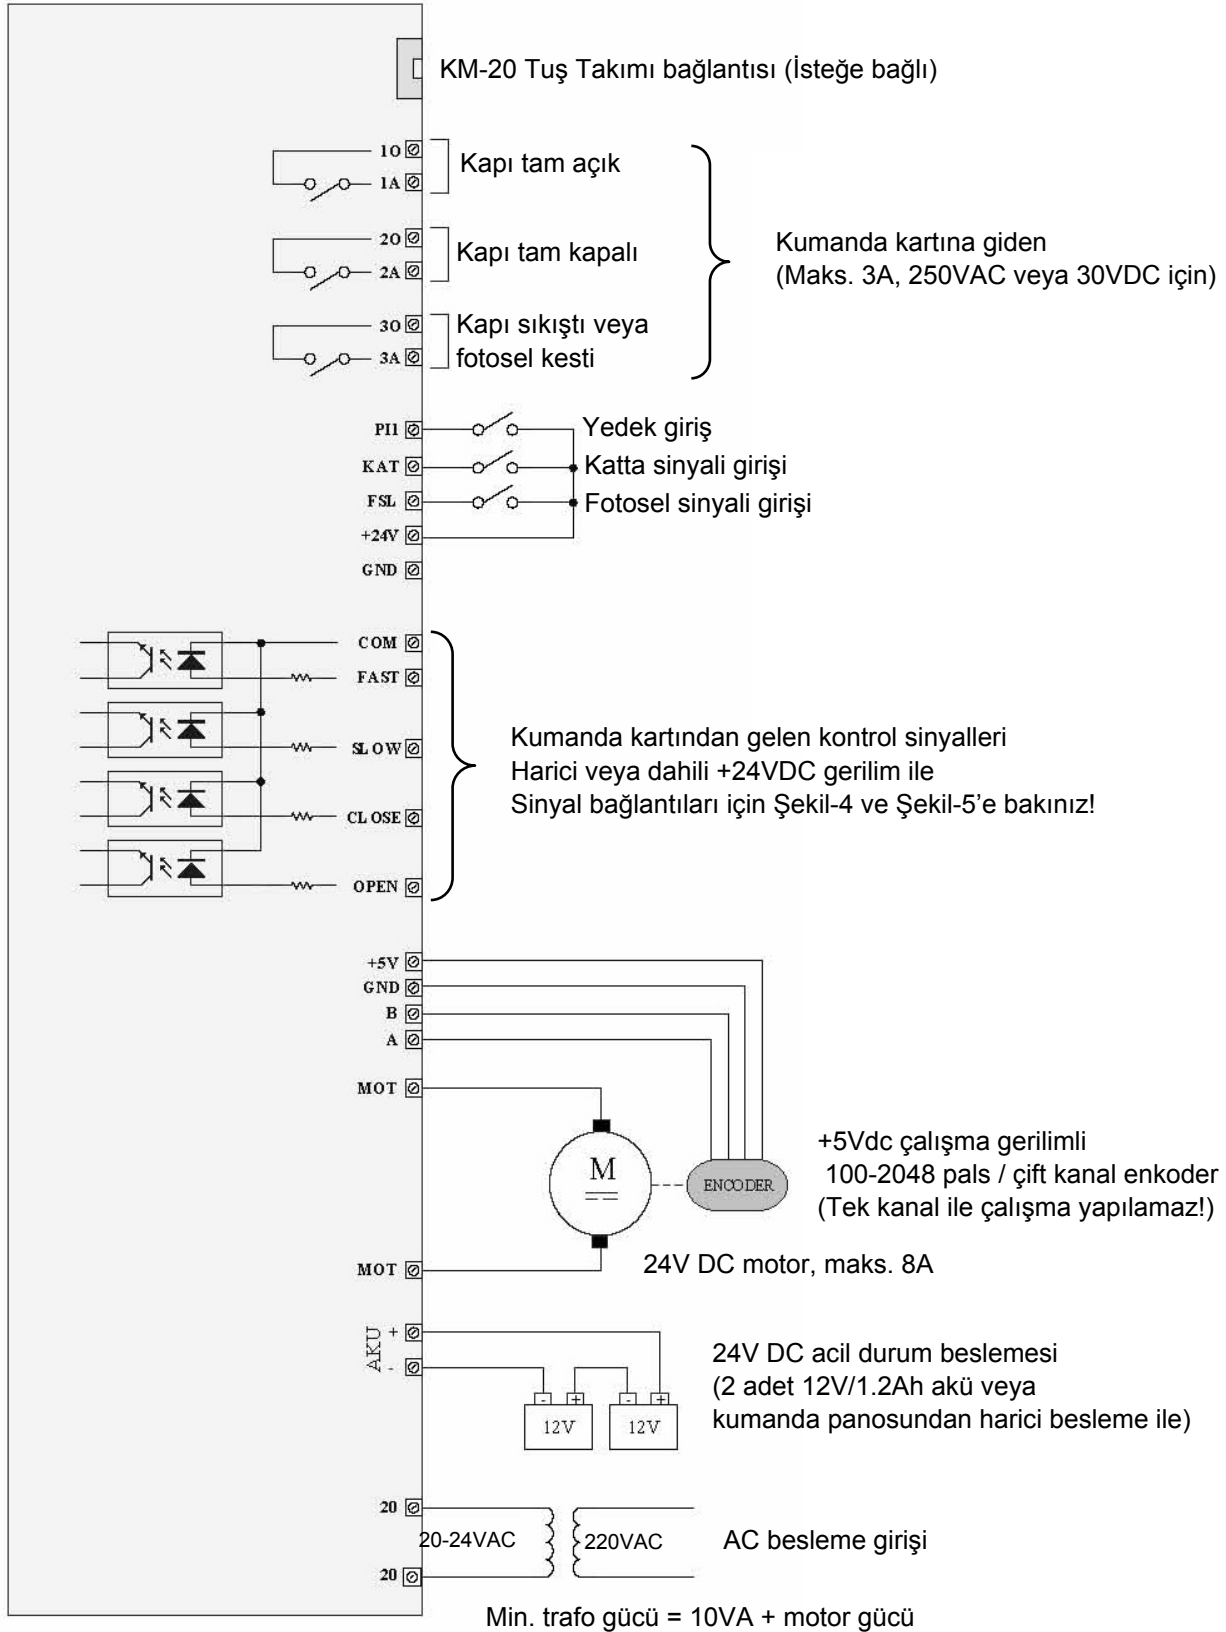 KM-20 Tuş Takımı bağlantısı (İsteğe bağlı)
1O
Kapı tam açık
1A
2O
Kapı tam kapalı
2A
Kumanda kartına giden
(Maks. 3A, 250VAC veya 30VDC için)
3O
Kapı sıkıştı veya
fotosel kesti
3A
PI1
Yedek giriş
KAT
Katta sinyali girişi
FSL
Fotosel sinyali girişi
+24V
GND
COM
FAST
SLOW
CLOSE
OPEN
Kumanda kartından gelen kontrol sinyalleri
Harici veya dahili +24VDC gerilim ile
Sinyal bağlantıları için Şekil-4 ve Şekil-5’e bakınız!
+5V
GND
B
A
MOT
M
ENCODER
+5Vdc çalışma gerilimli
100-2048 pals / çift kanal enkoder
(Tek kanal ile çalışma yapılamaz!)
24V DC motor, maks. 8A
MOT
AKU
+
-
- + - +
12V 12V
24V DC acil durum beslemesi
(2 adet 12V/1.2Ah akü veya
kumanda panosundan harici besleme ile)
20
20-24VAC
220VAC
AC besleme girişi
20
Min. trafo gücü = 10VA + motor gücü